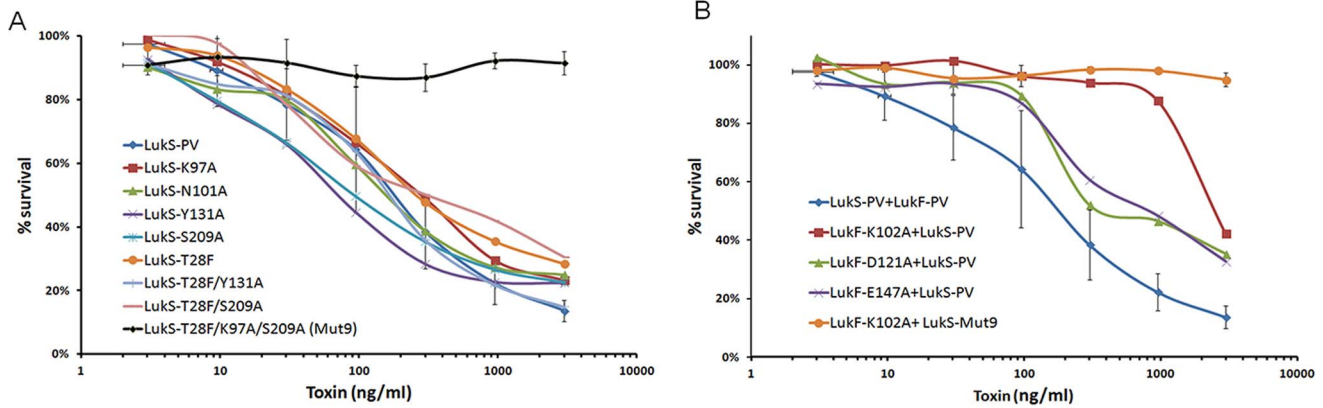 A
B
% survival
100%
80%
60%
40%
20%
0%
LukS-PV
LukS-K97A
LukS-N101A
LukS-Y131A
LukS-S209A
LukS-T28F
LukS-T28F/Y131A
LukS-T28F/S209A
LukS-T28F/K97A/S209A (Mut9)
1
10
100
1000
10000
Toxin (ng/ml)
% survival
100%
80%
60%
40%
20%
0%
LukS-PV+LukF-PV
LukF-K102A+LukS-PV
LukF-D121A+LukS-PV
LukF-E147A+LukS-PV
LukF-K102A+ LukS-Mut9
1
10
100
1000
10000
Toxin (ng/ml)